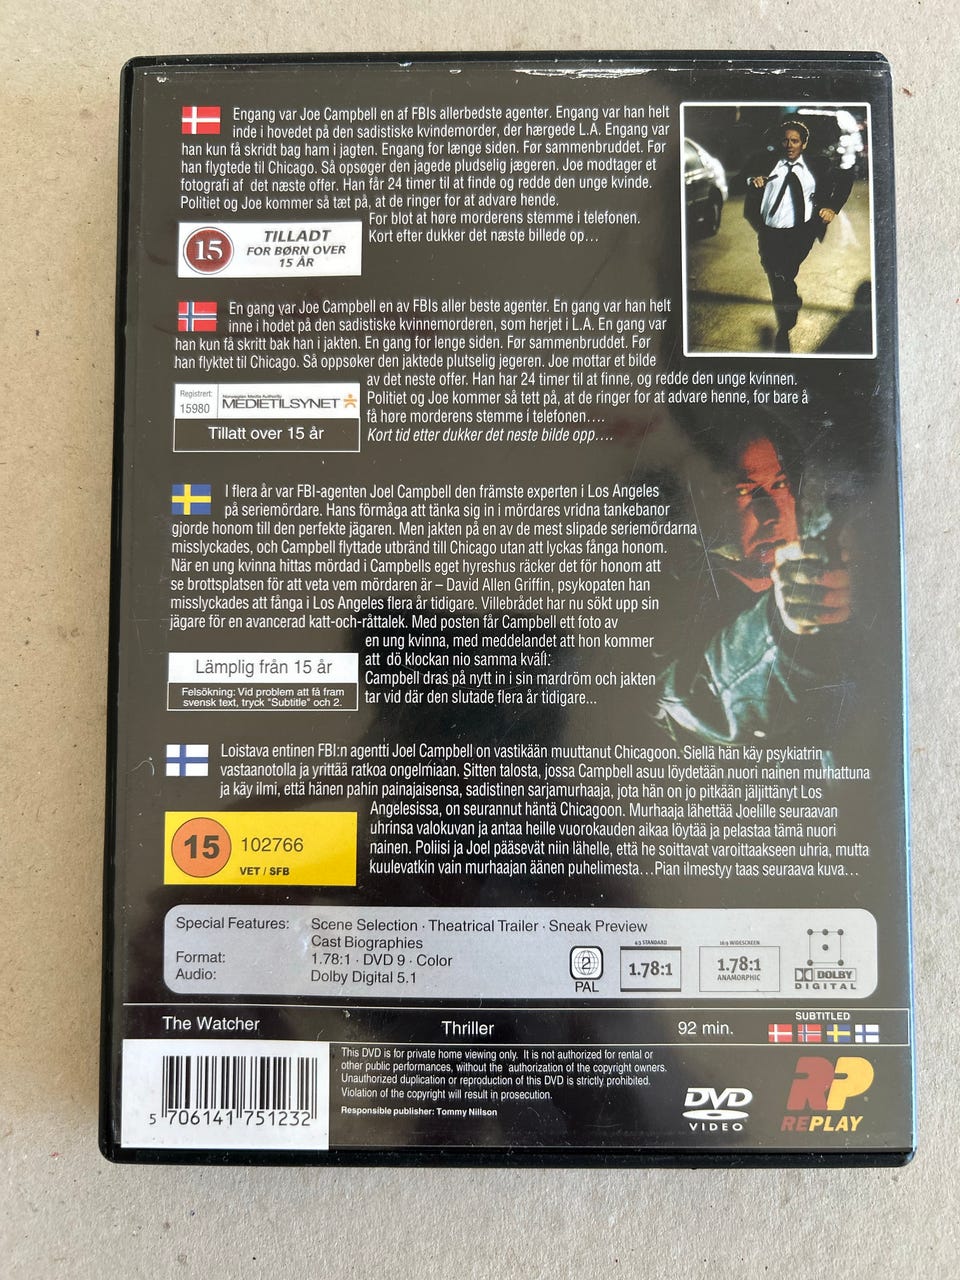 Engang var Joe Campbell en af FBIs allerbedste agenter. Engang var han helt
inde i hovedet på den sadistiske kvindemorder, der hærgede L.A. Engang var
han kun få skridt bag ham i jagten. Engang for længe siden. Før sammenbruddet. Før
han flygtede til Chicago. Så opsøger den jagede pludselig jægeren. Joe modtager et
fotografi af det næste offer. Han får 24 timer til at finde og redde den unge kvinde.
Politiet og Joe kommer så tæt på, at de ringer for at advare hende.
For blot at høre morderens stemme i telefonen.
Kort efter dukker det næste billede op...
15
TILLADT
FOR BØRN OVER
15 ÅR
En gang var Joe Campbell en av FBIs aller beste agenter. En gang var han helt
inne i hodet på den sadistiske kvinnemorderen, som herjet i L.A. En gang var
han kun få skritt bak han i jakten. En gang for lenge siden. Før sammenbruddet. Før
han flyktet til Chicago. Så oppsøker den jaktede plutselig jegeren. Joe mottar et bilde
av det neste offer. Han har 24 timer til at finne, og redde den unge kvinnen.
Politiet og Joe kommer så tett på, at de ringer for at advare henne, for bare å
få høre morderens stemme i telefonen....
Kort tid etter dukker det neste bilde opp....
Registrert:
15980
Norwegian Media Authority
MEDIETILSYNET
Tillatt over 15 år
I flera år var FBI-agenten Joel Campbell den främste experten i Los Angeles
på seriemördare. Hans förmåga att tänka sig in i mördares vridna tankebanor
gjorde honom till den perfekte jägaren. Men jakten på en av de mest slipade seriemördarna
misslyckades, och Campbell flyttade utbränd till Chicago utan att lyckas fånga honom.
När en ung kvinna hittas mördad i Campbells eget hyreshus räcker det för honom att
se brottsplatsen för att veta vem mördaren är – David Allen Griffin, psykopaten han
misslyckades att fånga i Los Angeles flera år tidigare. Villebrådet har nu sökt upp sin
jägare för en avancerad katt-och-råttalek. Med posten får Campbell ett foto av
en ung kvinna, med meddelandet att hon kommer
att dö klockan nio samma kväll:
Campbell dras på nytt in i sin mardröm och jakten
tar vid där den slutade flera år tidigare...
Lämplig från 15 år
Felsökning: Vid problem att få fram
svensk text, tryck "Subtitle" och 2.
Loistava entinen FBI:n agentti Joel Campbell on vastikään muuttanut Chicagoon. Siellä hän käy psykiatrin
vastaanotolla ja yrittää ratkoa ongelmiaan. Sitten talosta, jossa Campbell asuu löydetään nuori nainen murhattuna
ja käy ilmi, että hänen pahin painajaisensa, sadistinen sarjamurhaaja, jota hän on jo pitkään jäljittänyt Los
Angelesissa, on seurannut häntä Chicagoon. Murhaaja lähettää Joelille seuraavan
uhrinsa valokuvan ja antaa heille vuorokauden aikaa löytää ja pelastaa tämä nuori
nainen. Poliisi ja Joel pääsevät niin lähelle, että he soittavat varoittaakseen uhria, mutta
kuulevatkin vain murhaajan äänen puhelimesta...Pian ilmestyy taas seuraava kuva...
15
102766
VET / SFB
Special Features: Scene Selection · Theatrical Trailer · Sneak Preview
Cast Biographies
Format: 1.78:1 · DVD 9 · Color
Audio: Dolby Digital 5.1
2
PAL
4:3 STANDARD
1.78:1
16:9 WIDESCREEN
1.78:1
ANAMORPHIC
DOLBY
DIGITAL
The Watcher
Thriller
92 min.
SUBTITLED
5 706141 751232
This DVD is for private home viewing only. It is not authorized for rental or
other public performances, without the authorization of the copyright owners.
Unauthorized duplication or reproduction of this DVD is strictly prohibited.
Violation of the copyright will result in prosecution.
Responsible publisher: Tommy Nillson
DVD
VIDEO
RP
REPLAY